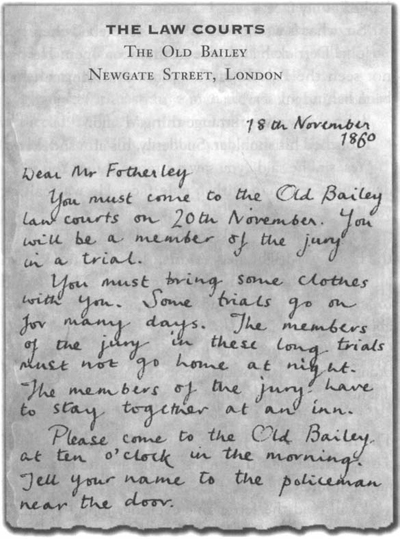 THE LAW COURTS
THE OLD BAILEY
NEWGATE STREET, LONDON
18th November
1860
Dear Mr Fotherley
You must come to the Old Bailey
law courts on 20th November. You
will be a member of the jury
in a trial.
You must bring some clothes
with you. Some trials go on
for many days. The members
of the jury in these long trials
must not go home at night.
The members of the jury have
to stay together at an inn.
Please come to the Old Bailey
at ten o'clock in the morning.
Tell your name to the policeman
near the door.